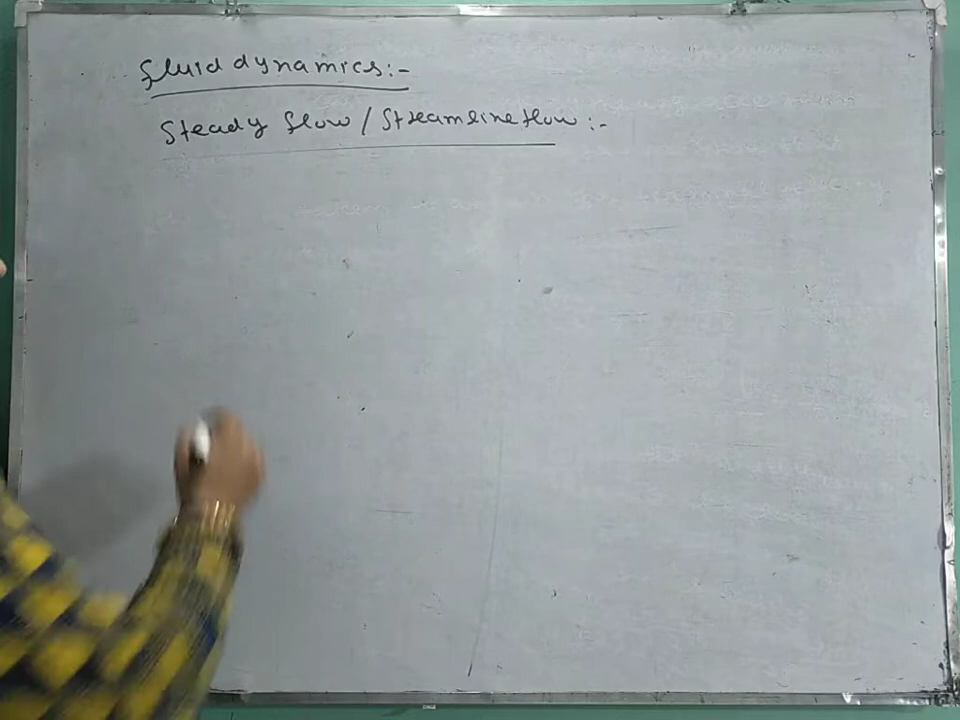 fluid dynamics:-
Steady flow / Streamline flow :-